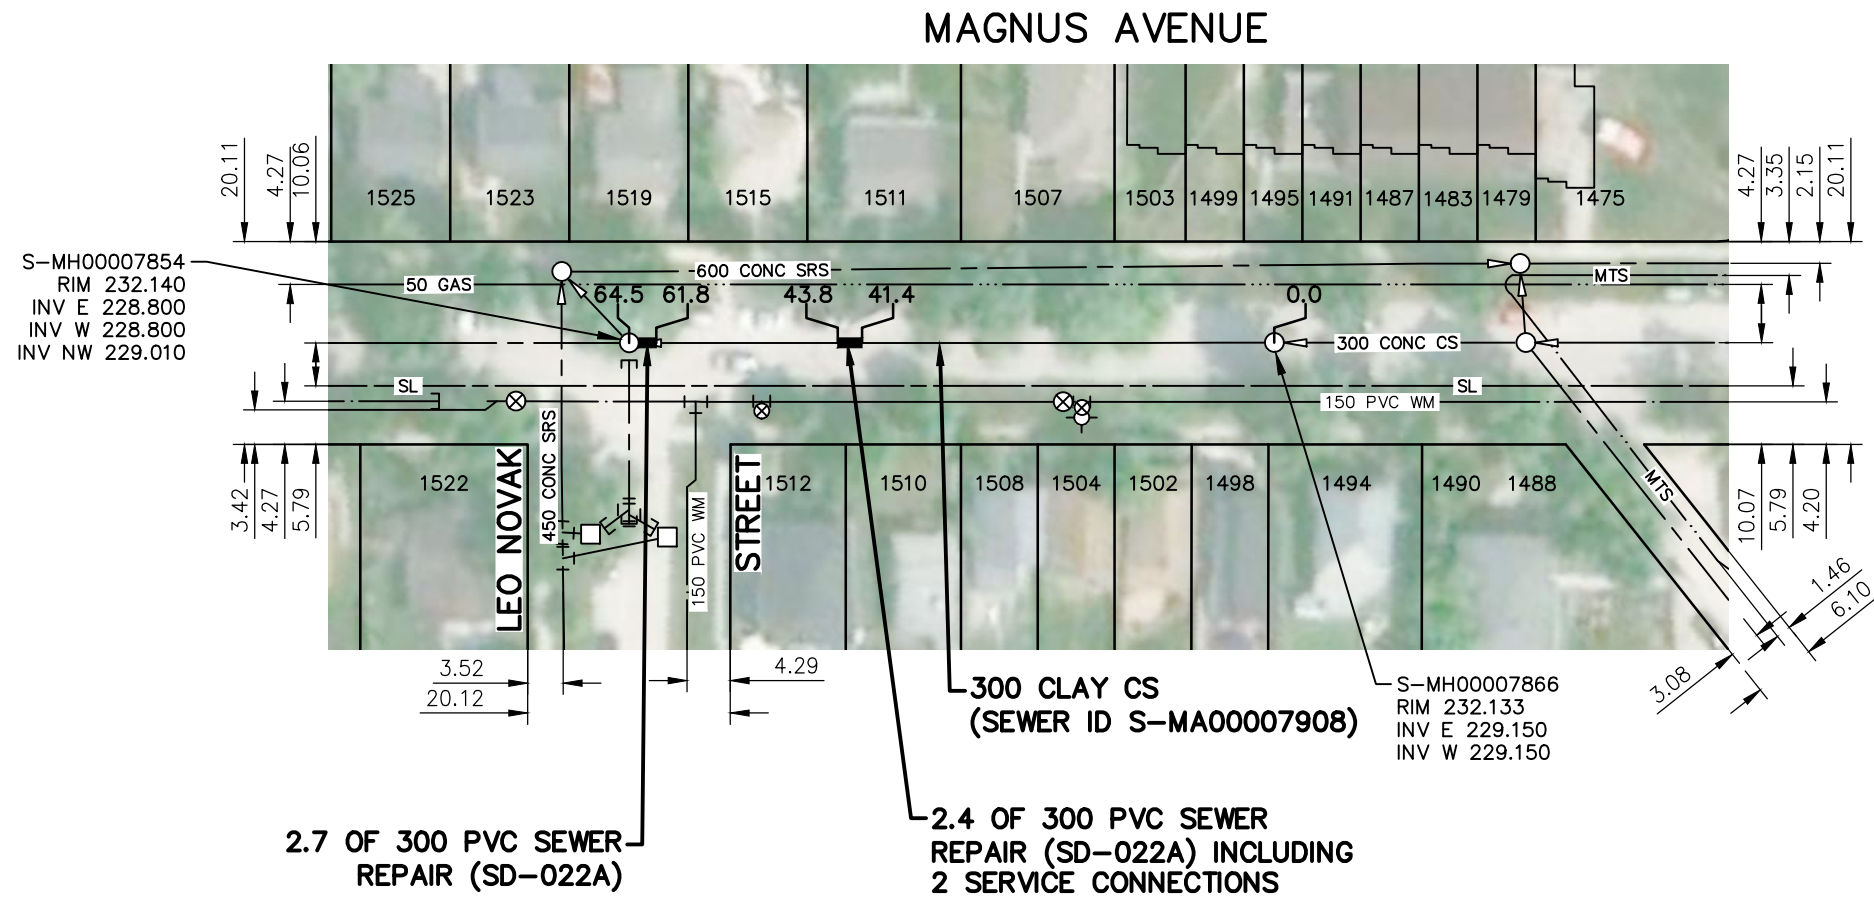 MAGNUS AVENUE
20.11
4.27
10.06
4.27
3.35
2.15
20.11
1525
1523
1519
1515
1511
1507
1503
1499
1495
1491
1487
1483
1479
1475
S-MH00007854
RIM 232.140
INV E 228.800
INV W 228.800
INV NW 229.010
50 GAS
600 CONC SRS
MTS
64.5
61.8
43.8
41.4
0.0
300 CONC CS
SL
SL
150 PVC WM
450 CONC SRS
LEO NOVAK
STREET
150 PVC WM
MTS
1522
1512
1510
1508
1504
1502
1498
1494
1490
1488
3.42
4.27
5.79
10.07
5.79
4.20
1.46
6.10
3.08
3.52
20.12
4.29
300 CLAY CS
(SEWER ID S-MA00007908)
S-MH00007866
RIM 232.133
INV E 229.150
INV W 229.150
2.7 OF 300 PVC SEWER
REPAIR (SD-022A)
2.4 OF 300 PVC SEWER
REPAIR (SD-022A) INCLUDING
2 SERVICE CONNECTIONS